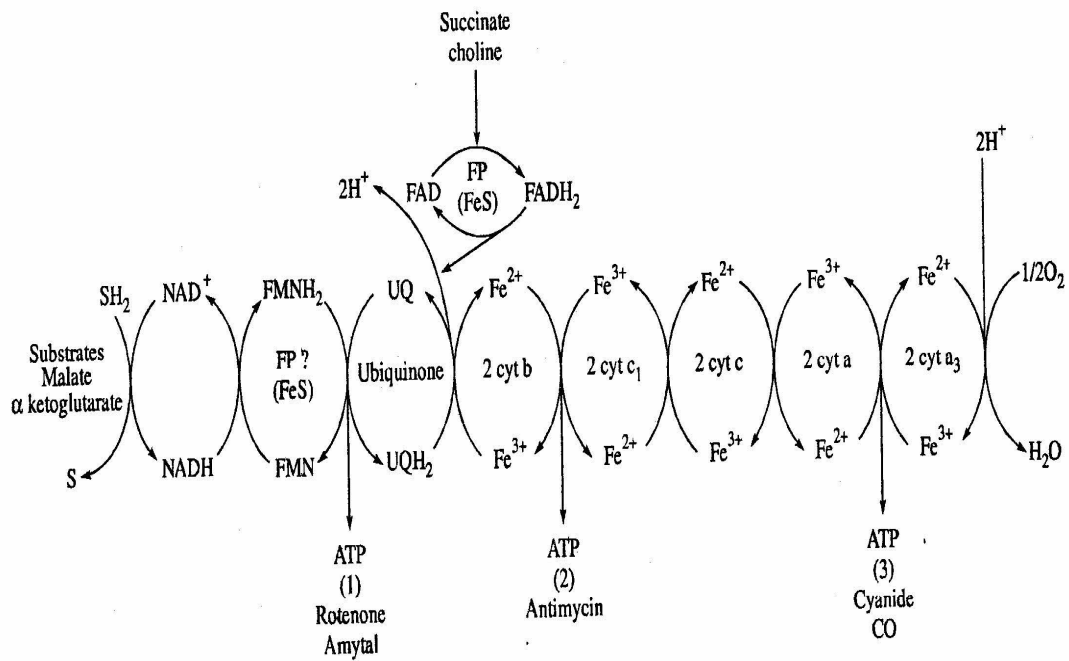 Succinate
choline
2H⁺
FP
2H⁺ FAD FADH₂
(FeS)
SH₂ NAD⁺ FMNH₂ UQ Fe²⁺ Fe³⁺ Fe²⁺ Fe³⁺ Fe²⁺ 1/2O₂
Substrates FP ? Ubiquinone 2 cyt b 2 cyt c₁ 2 cyt c 2 cyt a 2 cyt a₃
Malate (FeS)
α ketoglutarate
S NADH FMN UQH₂ Fe³⁺ Fe²⁺ Fe³⁺ Fe²⁺ Fe³⁺ H₂O
ATP ATP ATP
(1) (2) (3)
Rotenone Antimycin Cyanide
Amytal CO